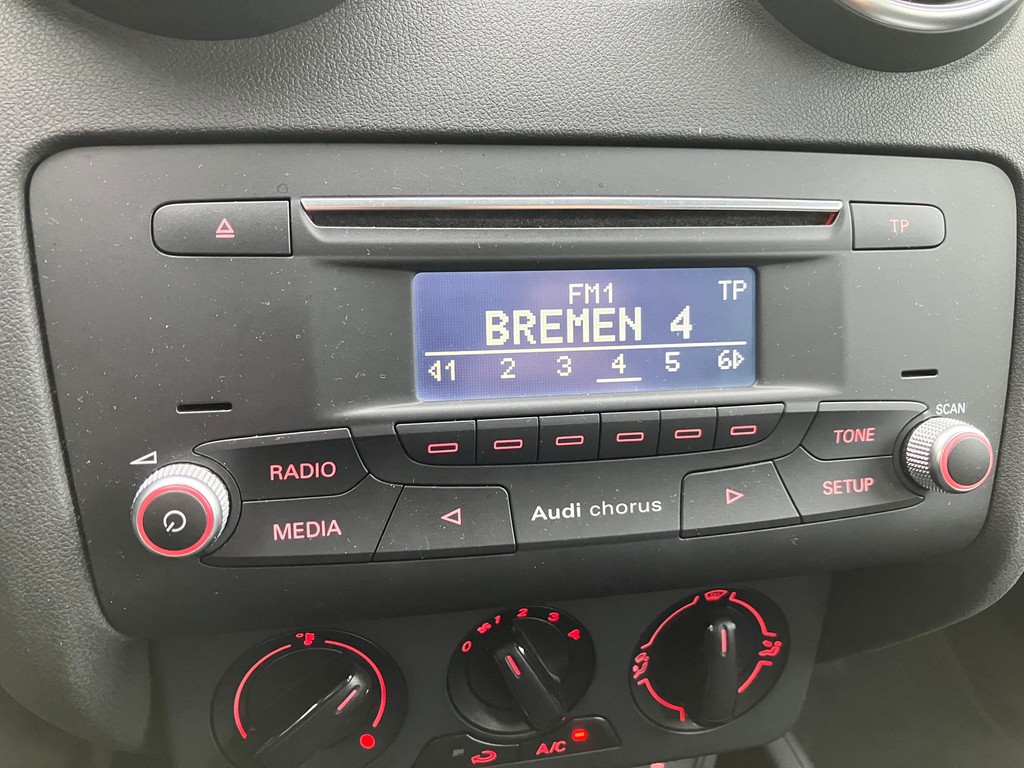 TP
FM1 TP
BREMEN 4
1 2 3 4 5 6
SCAN
RADIO TONE
MEDIA Audi chorus SETUP
0 1 2 3 4
A/C